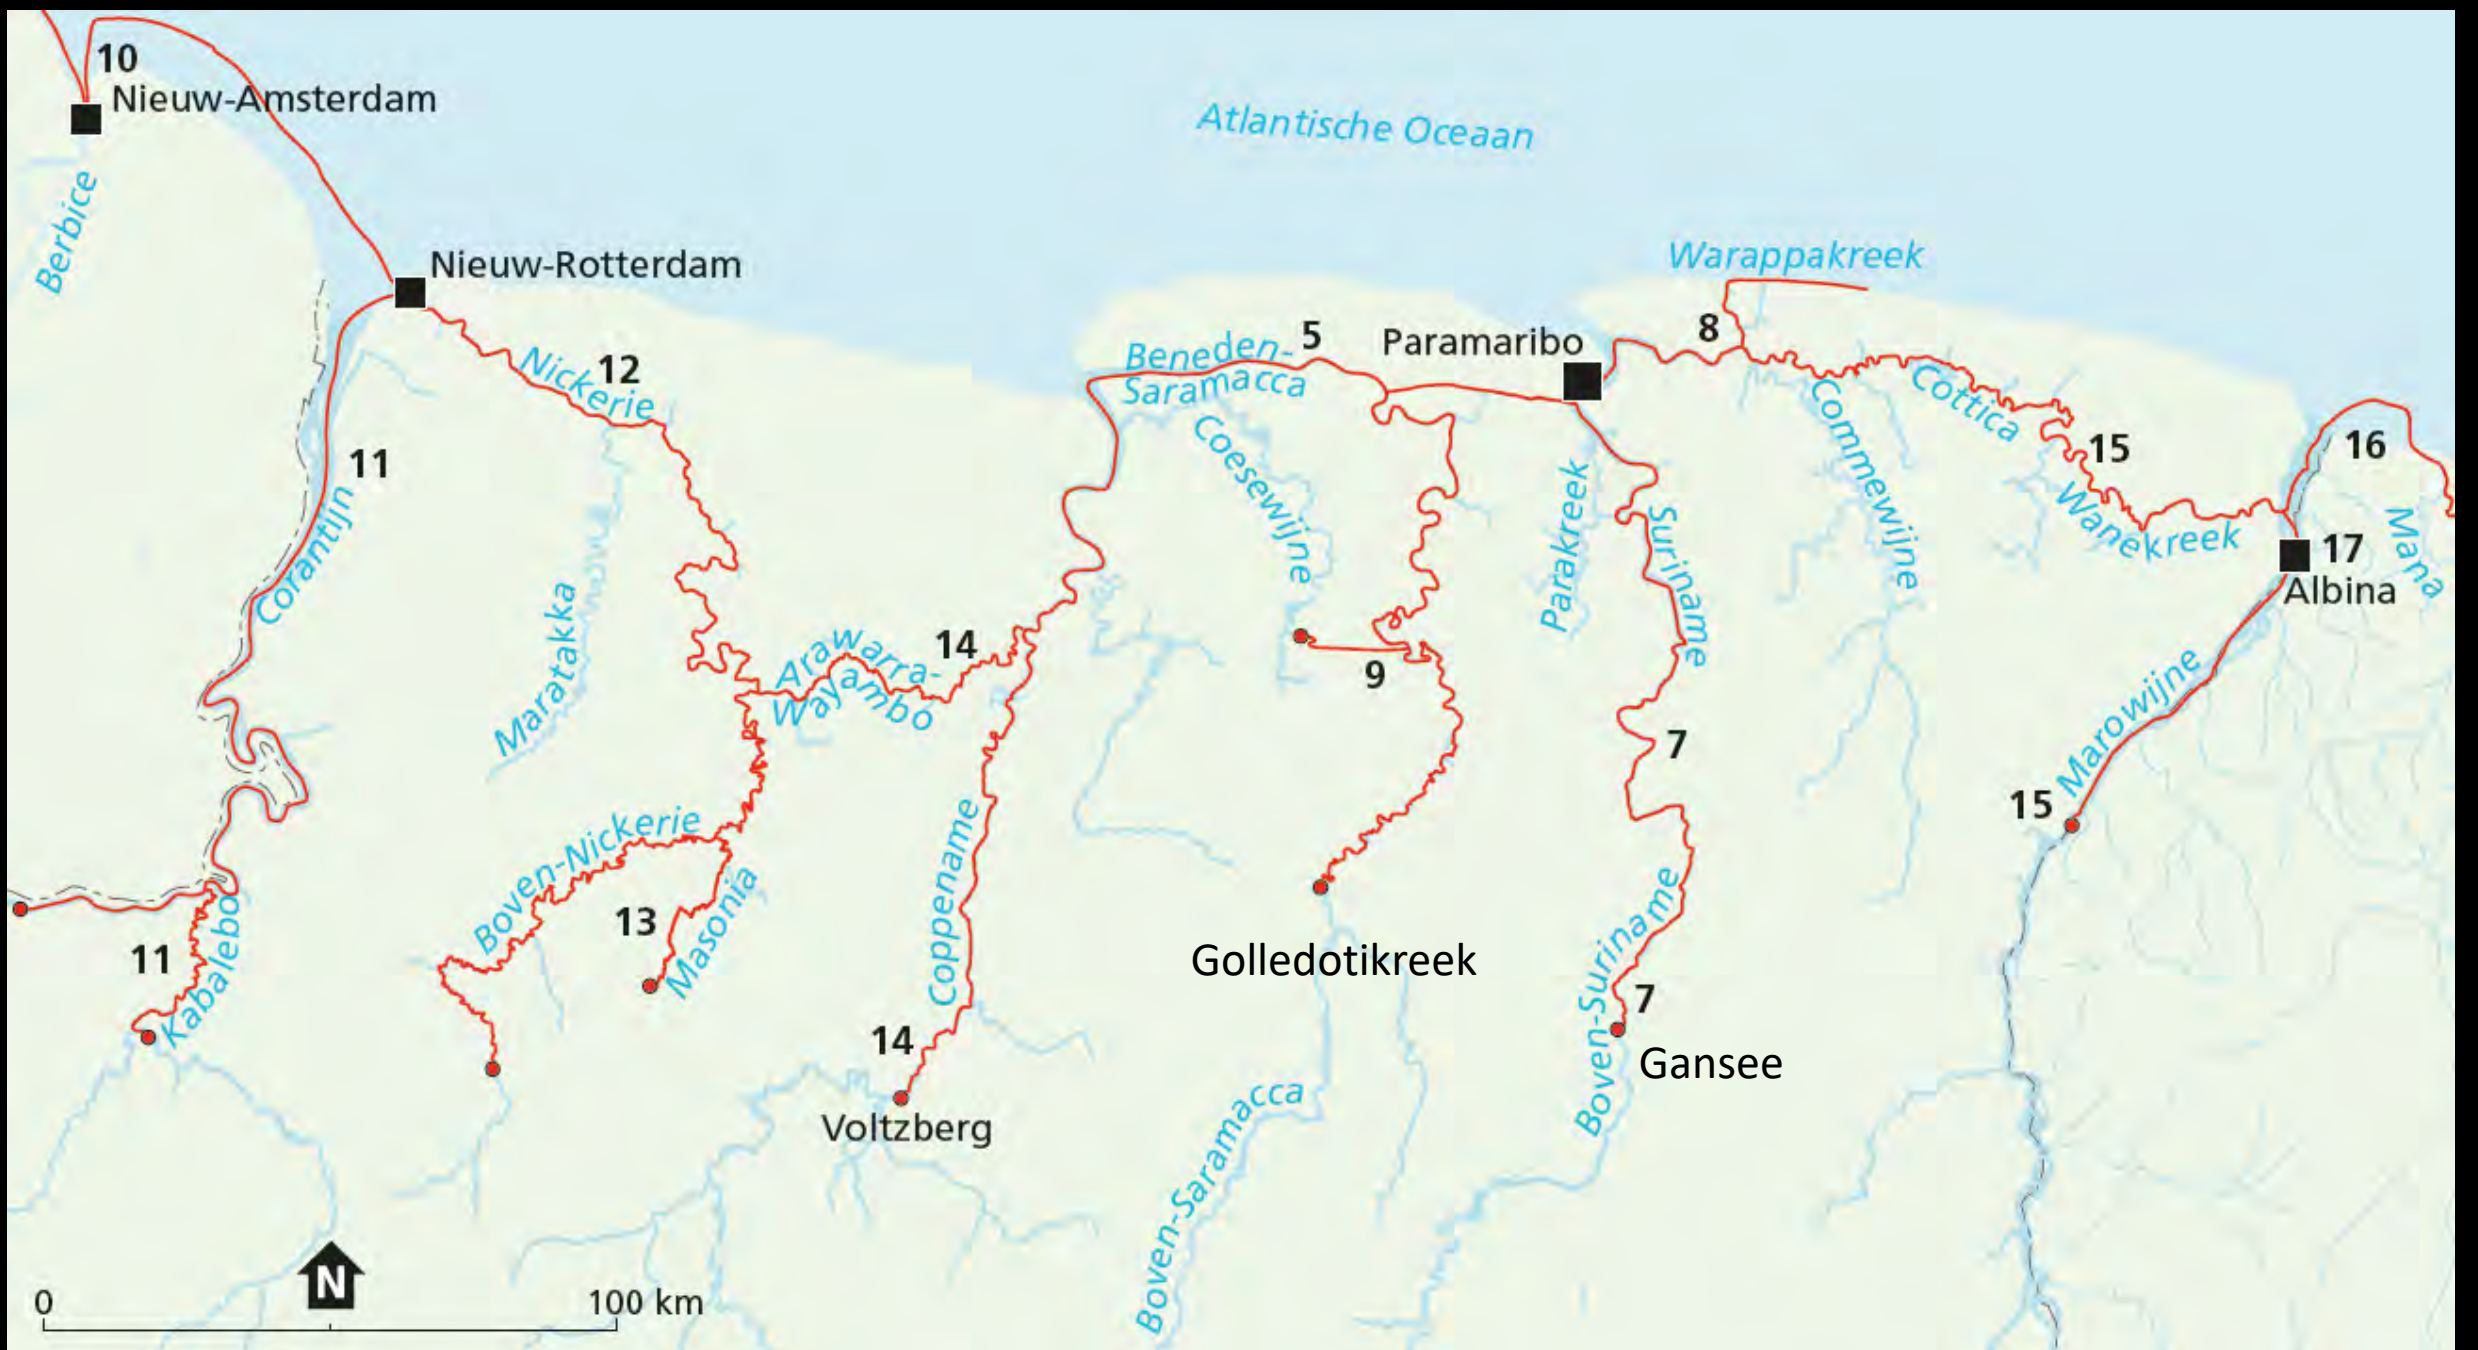 10
Nieuw-Amsterdam
Atlantische Oceaan
Berbice
Nieuw-Rotterdam
Warappakreek
5
Paramaribo
8
Beneden-
Saramacca
12
Nickerie
Coesewijne
Commewijne
Cottica
15
16
11
Corantijn
Parakreek
Suriname
Wanekreek
17
Albina
Mana
Maratakka
Arawarra-
Wayambo
14
9
7
Marowijne
15
Boven-Nickerie
13
Masonia
Coppename
11
Kabalebo
Golledotikreek
Boven-Suriname
7
Gansee
14
Voltzberg
Boven-Saramacca
N
0
100 km